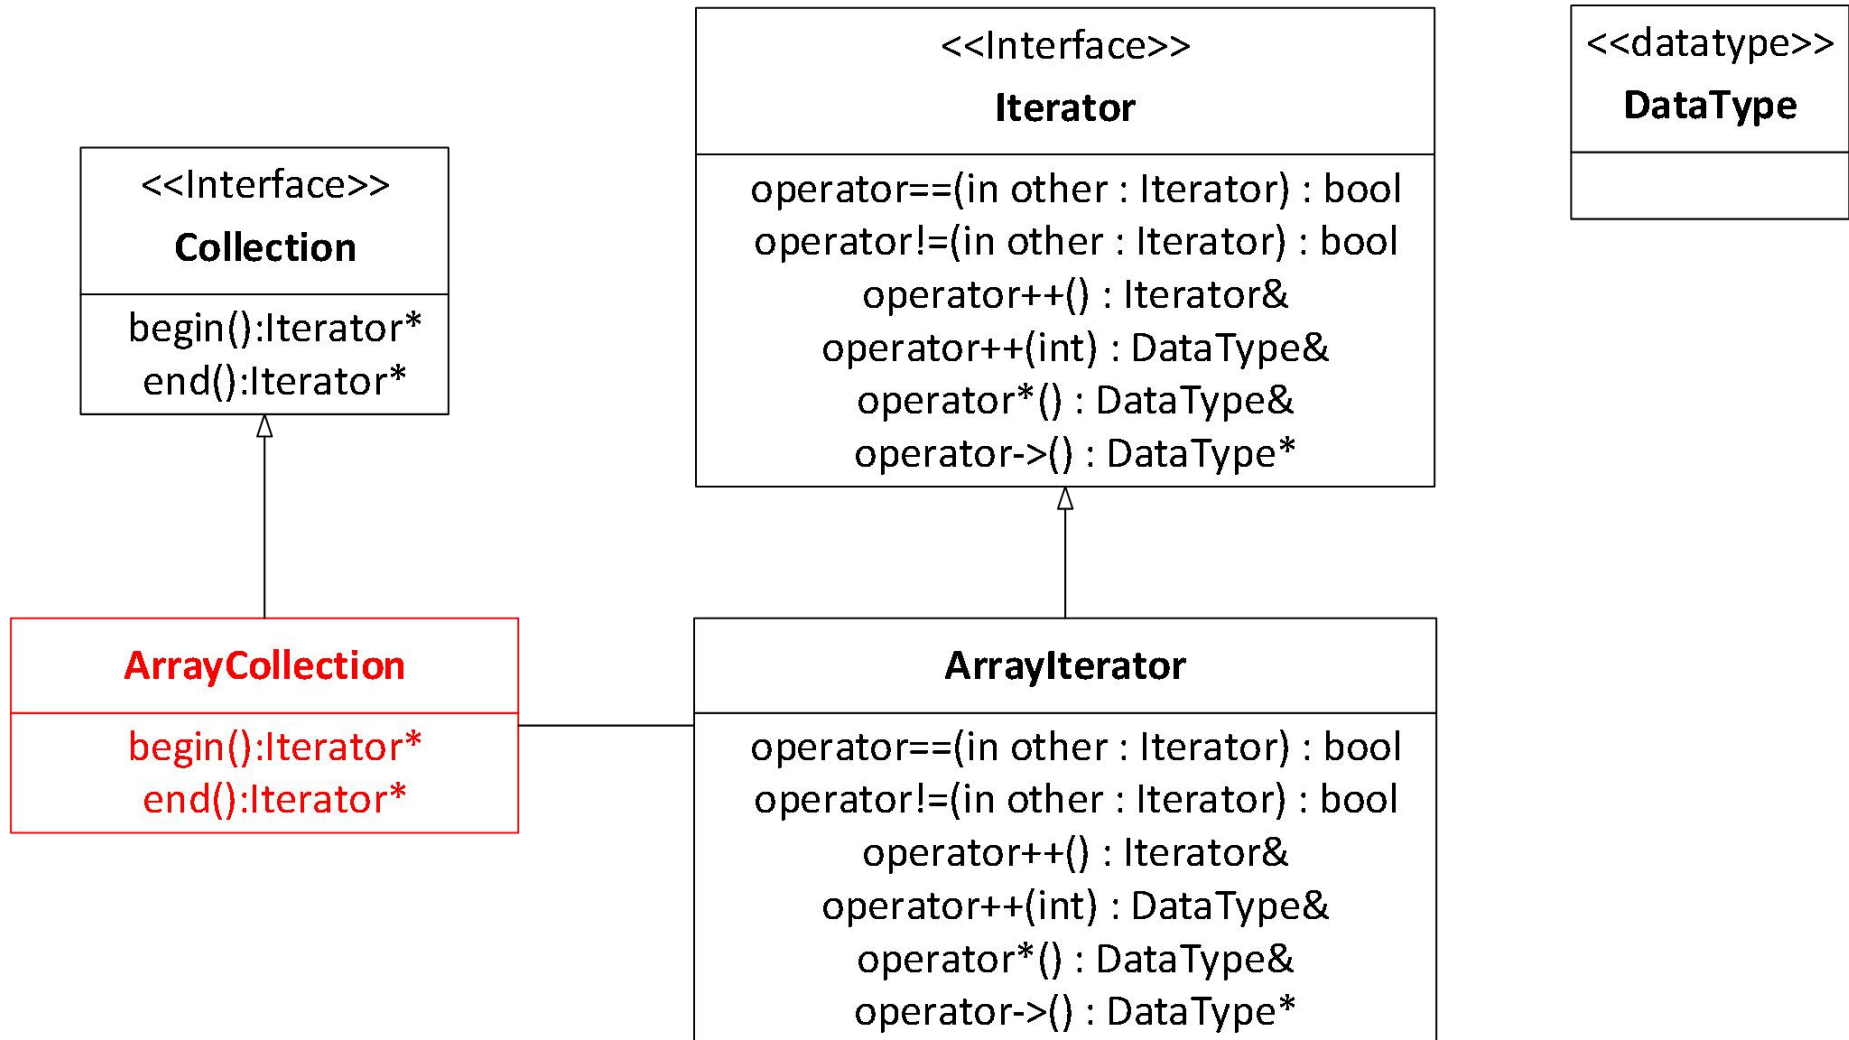 <<Interface>>
Collection
begin():Iterator*
end():Iterator*
<<Interface>>
Iterator
operator==(in other : Iterator) : bool
operator!=(in other : Iterator) : bool
operator++() : Iterator&
operator++(int) : DataType&
operator*() : DataType&
operator->() : DataType*
<<datatype>>
DataType
ArrayCollection
begin():Iterator*
end():Iterator*
ArrayIterator
operator==(in other : Iterator) : bool
operator!=(in other : Iterator) : bool
operator++() : Iterator&
operator++(int) : DataType&
operator*() : DataType&
operator->() : DataType*